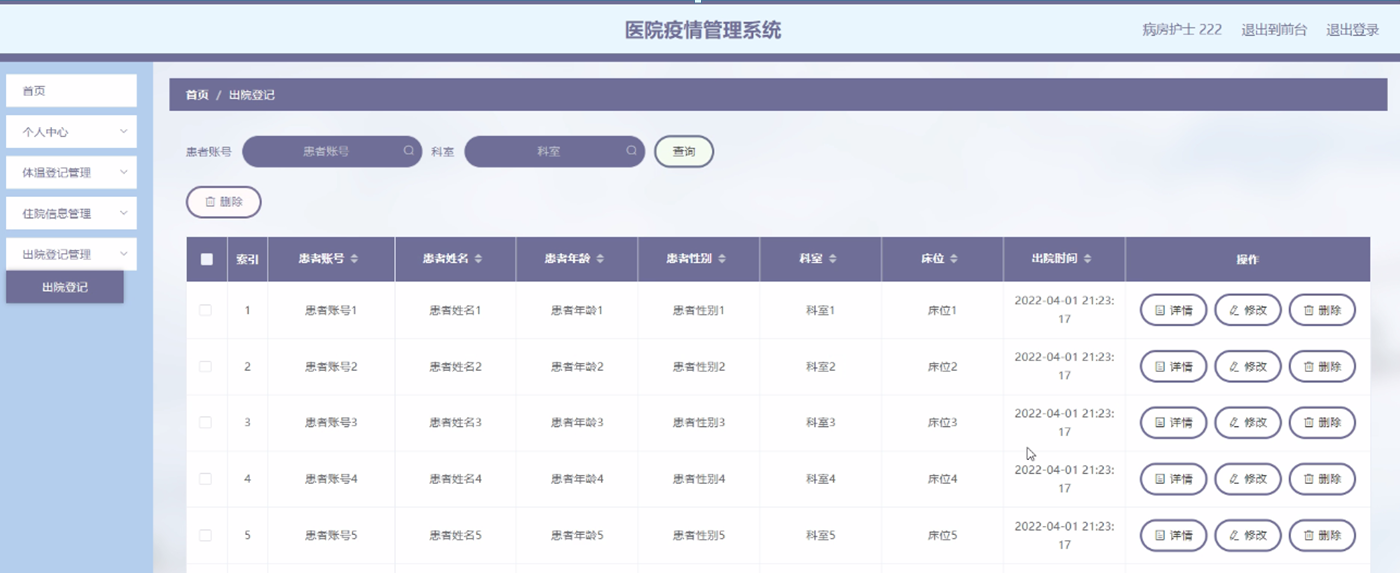 医院疫情管理系统
病房护士 222 退出到前台 退出登录
首页
个人中心
体温登记管理
住院信息管理
出院登记管理
出院登记
首页 / 出院登记
患者账号 患者账号 科室 科室 查询
删除
索引 患者账号 患者姓名 患者年龄 患者性别 科室 床位 出院时间 操作
1 患者账号1 患者姓名1 患者年龄1 患者性别1 科室1 床位1 2022-04-01 21:23:
17 详情 修改 删除
2 患者账号2 患者姓名2 患者年龄2 患者性别2 科室2 床位2 2022-04-01 21:23:
17 详情 修改 删除
3 患者账号3 患者姓名3 患者年龄3 患者性别3 科室3 床位3 2022-04-01 21:23:
17 详情 修改 删除
4 患者账号4 患者姓名4 患者年龄4 患者性别4 科室4 床位4 2022-04-01 21:23:
17 详情 修改 删除
5 患者账号5 患者姓名5 患者年龄5 患者性别5 科室5 床位5 2022-04-01 21:23:
17 详情 修改 删除